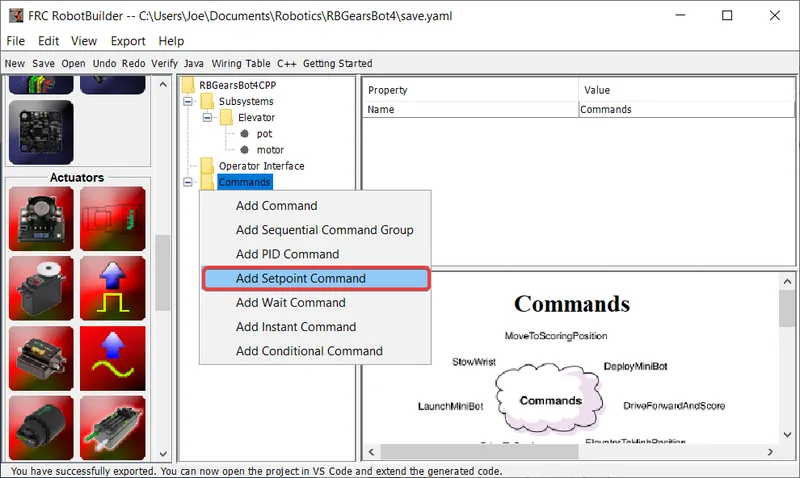 FRC RobotBuilder -- C:\Users\Joe\Documents\Robotics\RBGearsBot4\save.yaml
File Edit View Export Help
New Save Open Undo Redo Verify Java Wiring Table C++ Getting Started
Actuators
RBGearsBot4CPP
Subsystems
Elevator
pot
motor
Operator Interface
Commands
Add Command
Add Sequential Command Group
Add PID Command
Add Setpoint Command
Add Wait Command
Add Instant Command
Add Conditional Command
Property Value
Name Commands
Commands
MoveToScoringPosition
StowWrist
DeployMiniBot
Commands
LaunchMiniBot
DriveForwardAndScore
ElevatorToHighPosition
You have successfully exported. You can now open the project in VS Code and extend the generated code.